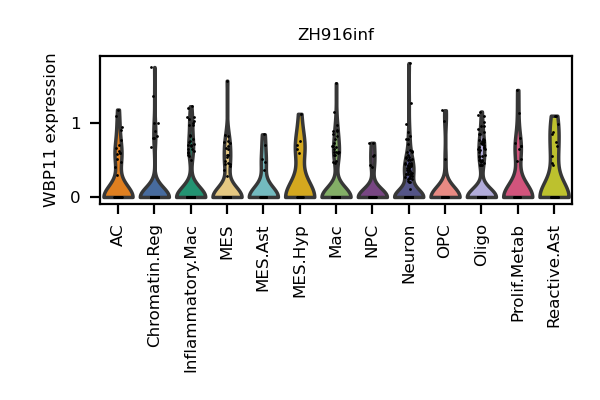 ZH916inf
WBP11 expression
1
0
AC
Chromatin.Reg
Inflammatory.Mac
MES
MES.Ast
MES.Hyp
Mac
NPC
Neuron
OPC
Oligo
Prolif.Metab
Reactive.Ast